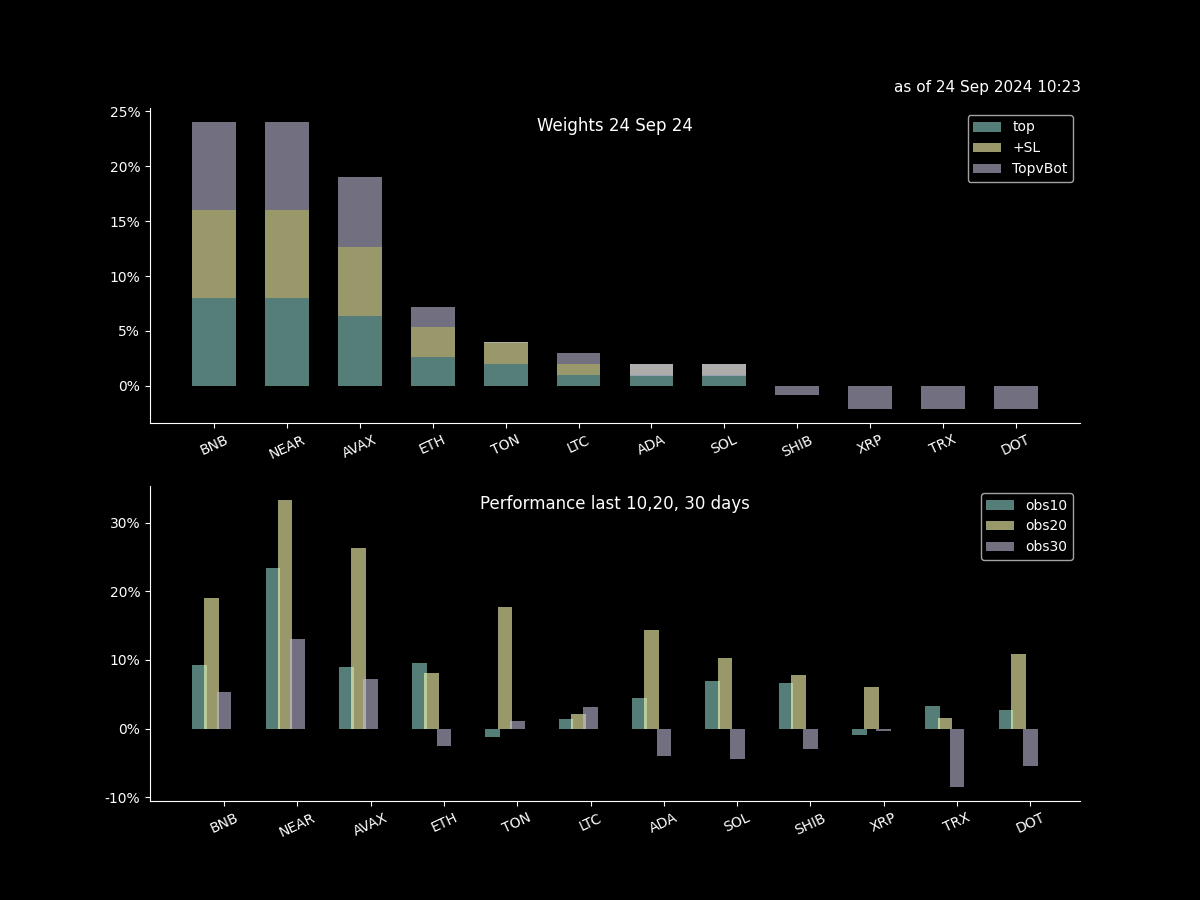 as of 24 Sep 2024 10:23
Weights 24 Sep 24
top
+SL
TopvBot
25%
20%
15%
10%
5%
0%
BNB NEAR AVAX ETH TON LTC ADA SOL SHIB XRP TRX DOT
Performance last 10,20, 30 days
obs10
obs20
obs30
30%
20%
10%
0%
-10%
BNB NEAR AVAX ETH TON LTC ADA SOL SHIB XRP TRX DOT